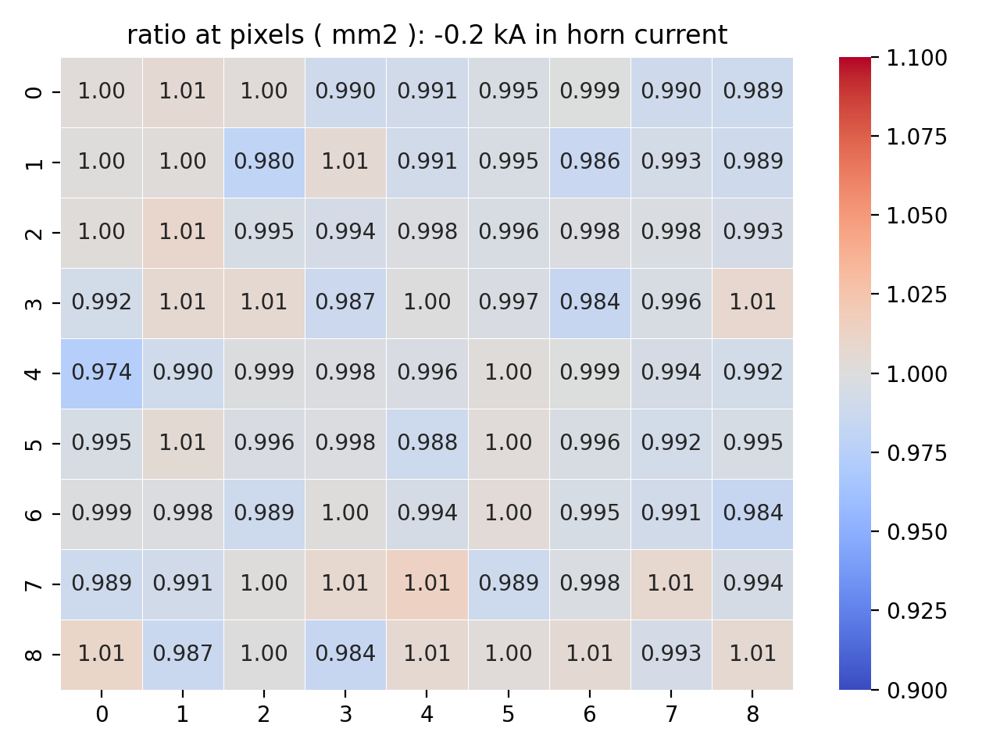 ratio at pixels ( mm2 ): -0.2 kA in horn current
0 1.00 1.01 1.00 0.990 0.991 0.995 0.999 0.990 0.989
1 1.00 1.00 0.980 1.01 0.991 0.995 0.986 0.993 0.989
2 1.00 1.01 0.995 0.994 0.998 0.996 0.998 0.998 0.993
3 0.992 1.01 1.01 0.987 1.00 0.997 0.984 0.996 1.01
4 0.974 0.990 0.999 0.998 0.996 1.00 0.999 0.994 0.992
5 0.995 1.01 0.996 0.998 0.988 1.00 0.996 0.992 0.995
6 0.999 0.998 0.989 1.00 0.994 1.00 0.995 0.991 0.984
7 0.989 0.991 1.00 1.01 1.01 0.989 0.998 1.01 0.994
8 1.01 0.987 1.00 0.984 1.01 1.00 1.01 0.993 1.01
0 1 2 3 4 5 6 7 8
1.100
1.075
1.050
1.025
1.000
0.975
0.950
0.925
0.900